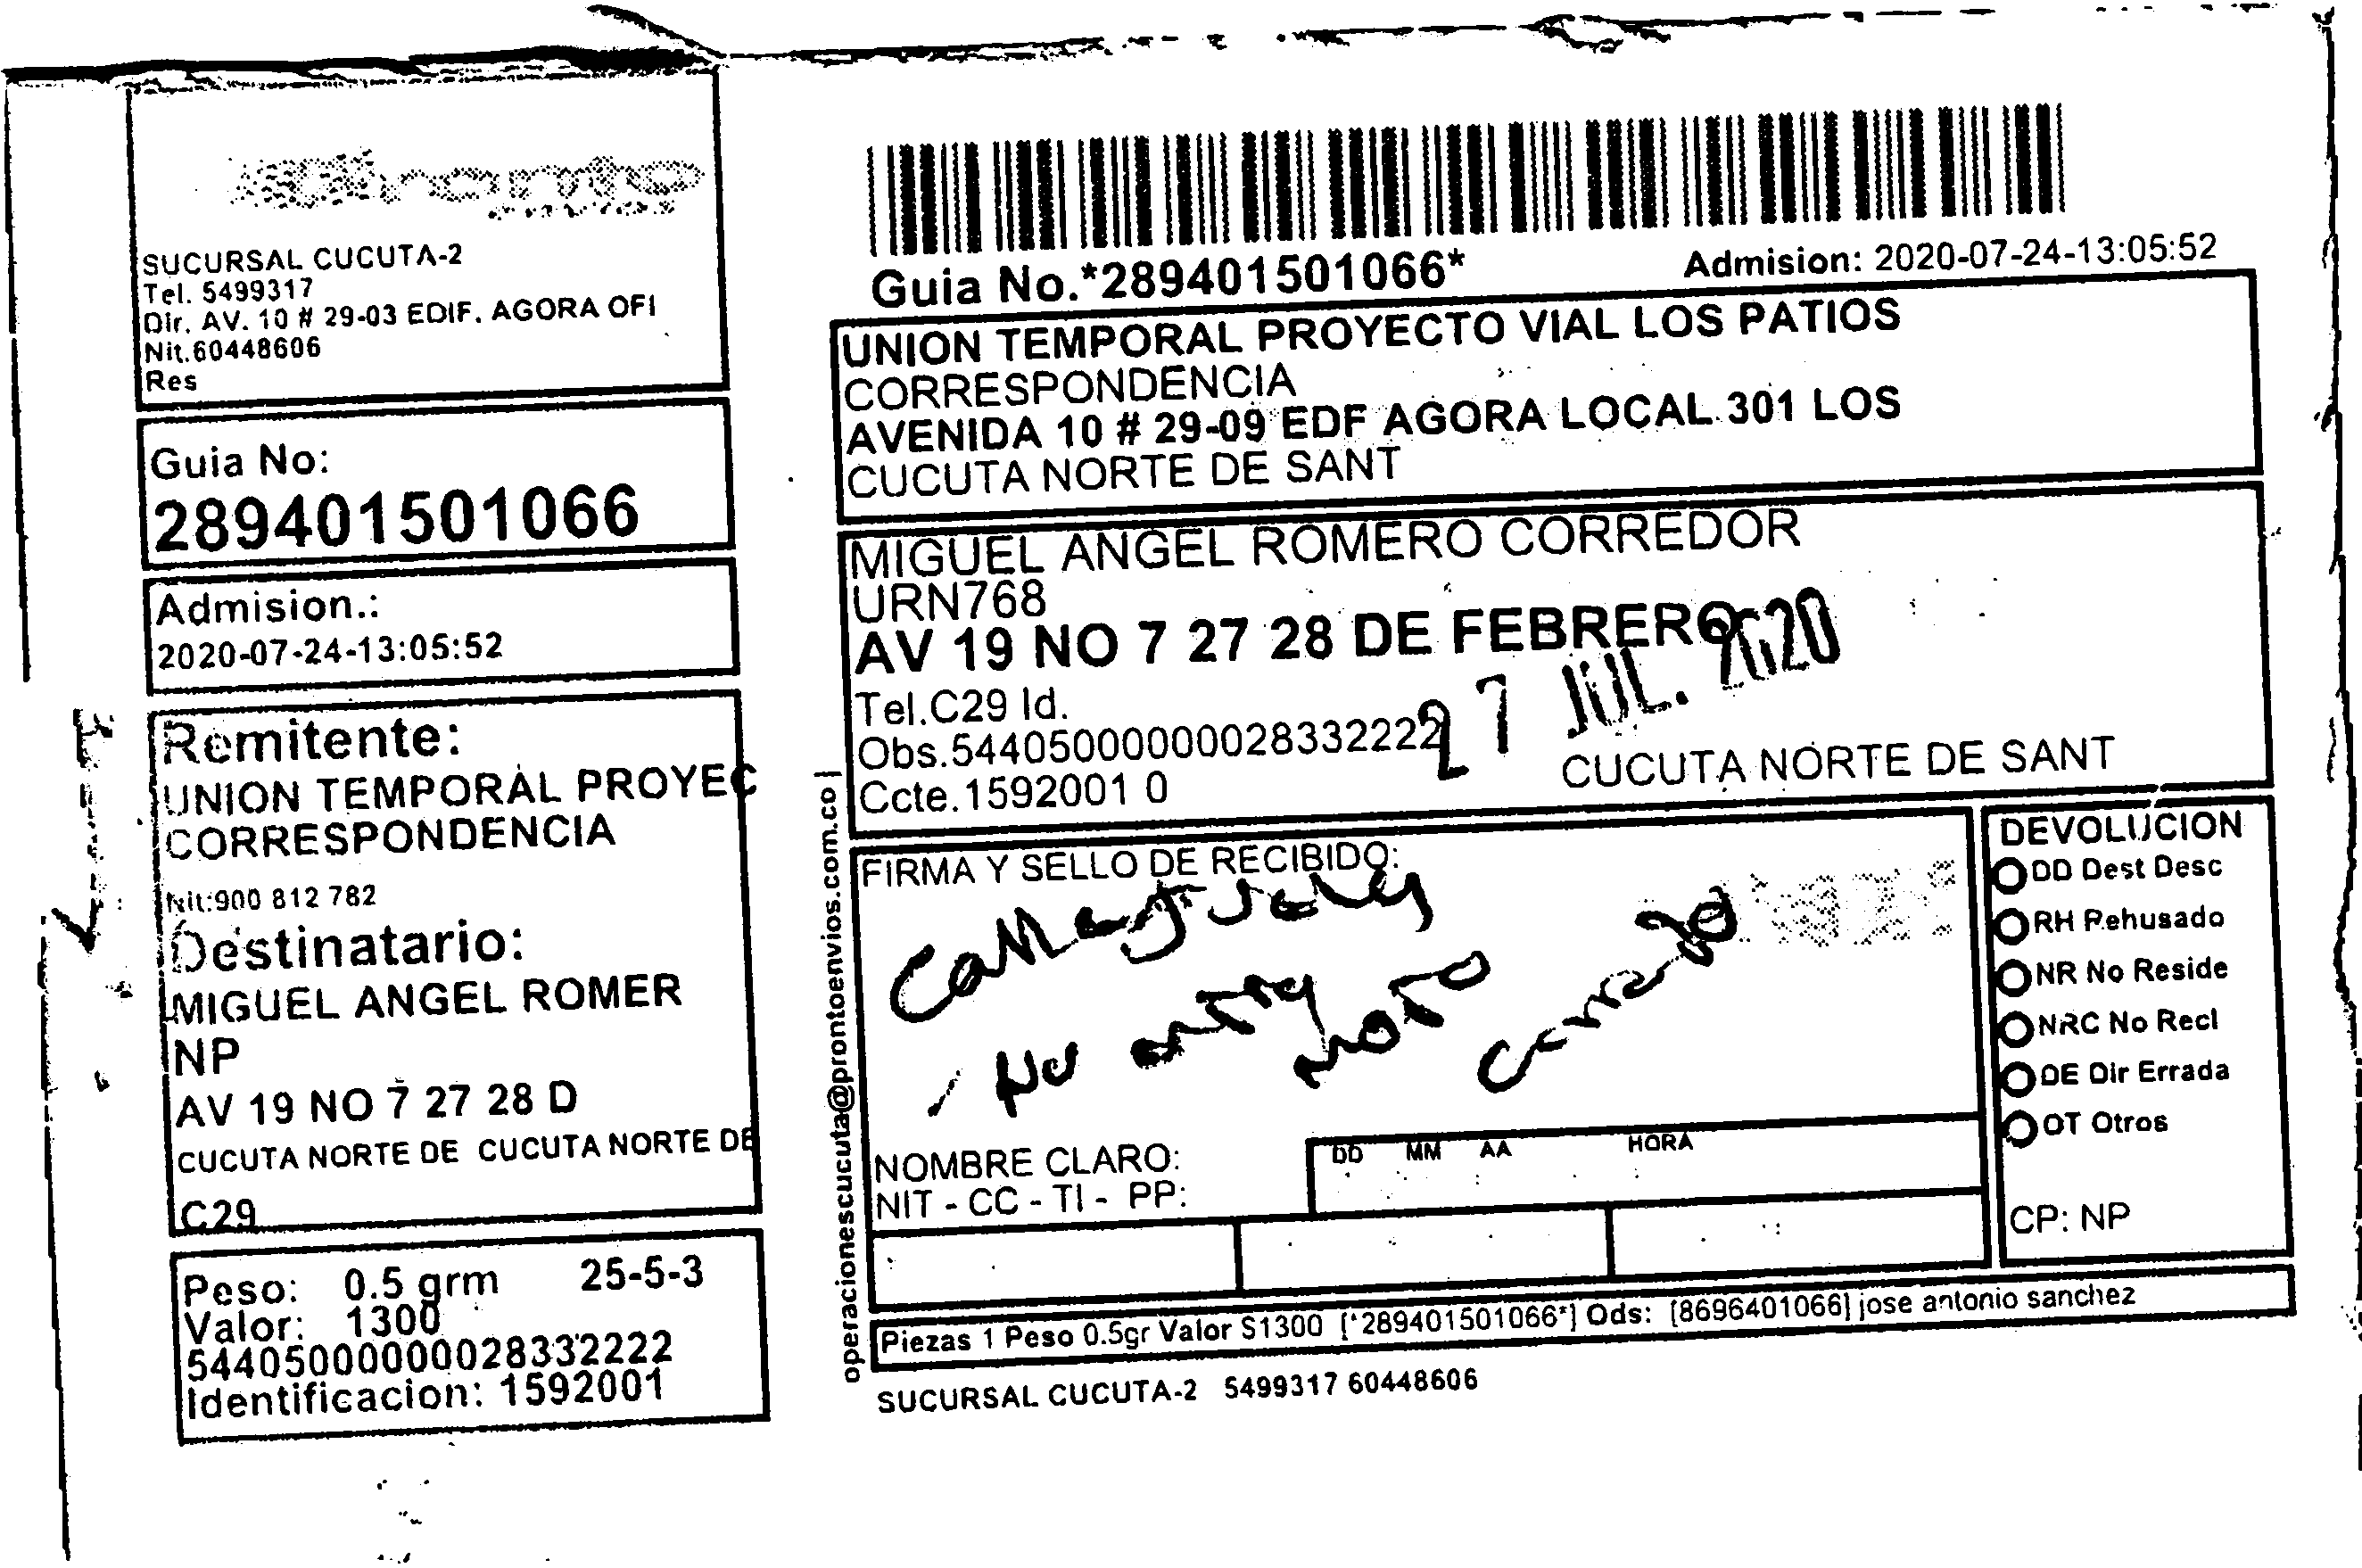 Pronto
SUCURSAL CUCUTA-2
Tel. 5499317
Dir. AV. 10 # 29-03 EDIF. AGORA OFI
Nit.60448606
Res
Guia No:
289401501066
Admision.:
2020-07-24-13:05:52
Remitente:
UNION TEMPORAL PROYEC
CORRESPONDENCIA
Nit:900 812 782
Destinatario:
MIGUEL ANGEL ROMER
NP
AV 19 NO 7 27 28 D
CUCUTA NORTE DE CUCUTA NORTE DE
C29
Peso: 0.5 grm 25-5-3
Valor: 1300
544050000000028332222
Identificacion: 1592001
Guia No.*289401501066* Admision: 2020-07-24-13:05:52
UNION TEMPORAL PROYECTO VIAL LOS PATIOS
CORRESPONDENCIA
AVENIDA 10 # 29-09 EDF AGORA LOCAL 301 LOS
CUCUTA NORTE DE SANT
MIGUEL ANGEL ROMERO CORREDOR
URN768
AV 19 NO 7 27 28 DE FEBRERO
27 JUL. 2020
Tel.C29 Id.
Obs.544050000000028332222
Ccte.1592001 0 CUCUTA NORTE DE SANT
operacionescucuta@prontoenvios.com.co |
FIRMA Y SELLO DE RECIBIDO:
No entra moto cerrada
NOMBRE CLARO:
NIT - CC - TI - PP:
DD MM AA HORA
DEVOLUCION
DD Dest Desc
RH Rehusado
NR No Reside
NRC No Recl
DE Dir Errada
OT Otros
CP: NP
Piezas 1 Peso 0.5gr Valor $1300 [*289401501066*] Ods: [8696401066] jose antonio sanchez
SUCURSAL CUCUTA-2 5499317 60448606